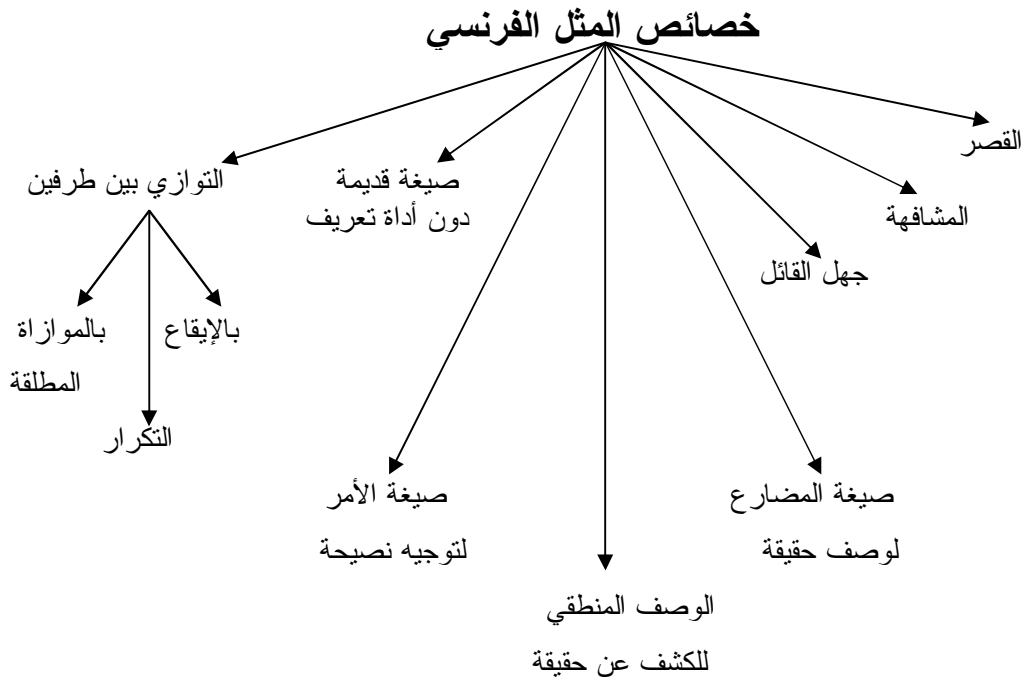 خصائص المثل الفرنسي
القصر
المشافهة
جهل القائل
صيغة قديمة
دون أداة تعريف
التوازي بين طرفين
بالإيقاع
بالموازاة
المطلقة
التكرار
صيغة المضارع
لوصف حقيقة
صيغة الأمر
لتوجيه نصيحة
الوصف المنطقي
للكشف عن حقيقة